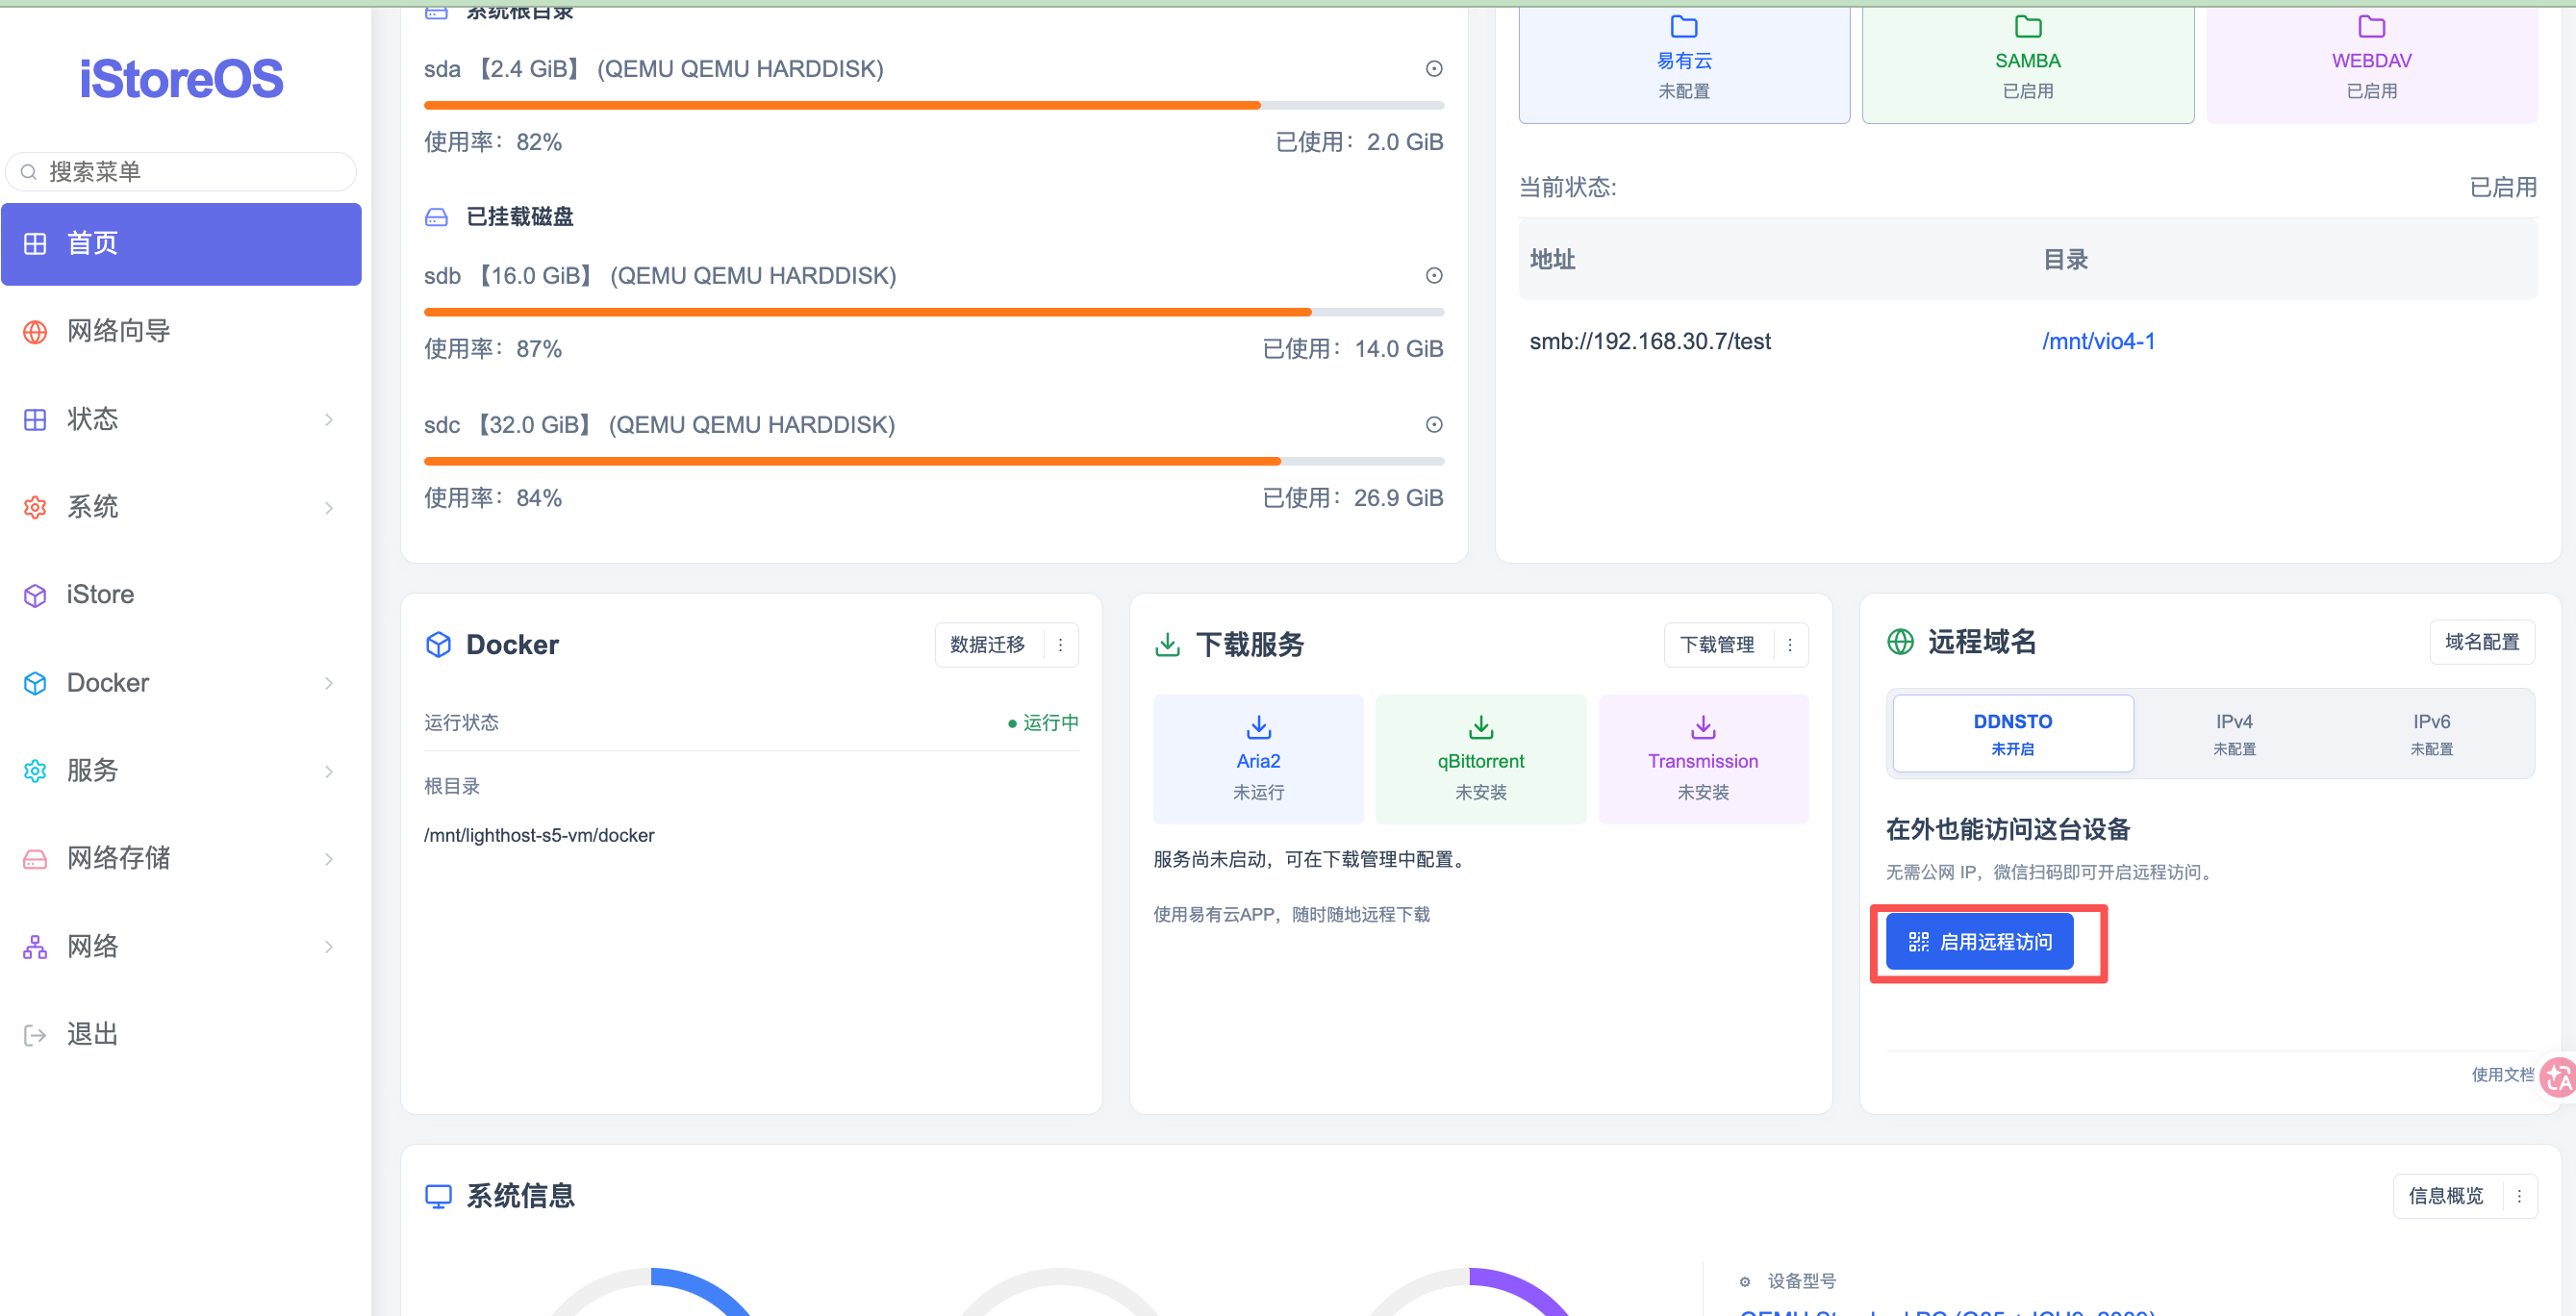 iStoreOS
搜索菜单
首页
网络向导
状态
系统
iStore
Docker
服务
网络存储
网络
退出
系统根目录
sda 【2.4 GiB】 (QEMU QEMU HARDDISK)
使用率：82%
已使用：2.0 GiB
已挂载磁盘
sdb 【16.0 GiB】 (QEMU QEMU HARDDISK)
使用率：87%
已使用：14.0 GiB
sdc 【32.0 GiB】 (QEMU QEMU HARDDISK)
使用率：84%
已使用：26.9 GiB
易有云
未配置
SAMBA
已启用
WEBDAV
已启用
当前状态:
已启用
地址
目录
smb://192.168.30.7/test
/mnt/vio4-1
Docker
数据迁移
运行状态
运行中
根目录
/mnt/lighthost-s5-vm/docker
下载服务
下载管理
Aria2
未运行
qBittorrent
未安装
Transmission
未安装
服务尚未启动，可在下载管理中配置。
使用易有云APP，随时随地远程下载
远程域名
域名配置
DDNSTO
未开启
IPv4
未配置
IPv6
未配置
在外也能访问这台设备
无需公网 IP，微信扫码即可开启远程访问。
启用远程访问
使用文档
系统信息
信息概览
设备型号
QEMU Standard PC (Q35 + ICH9, 2009)